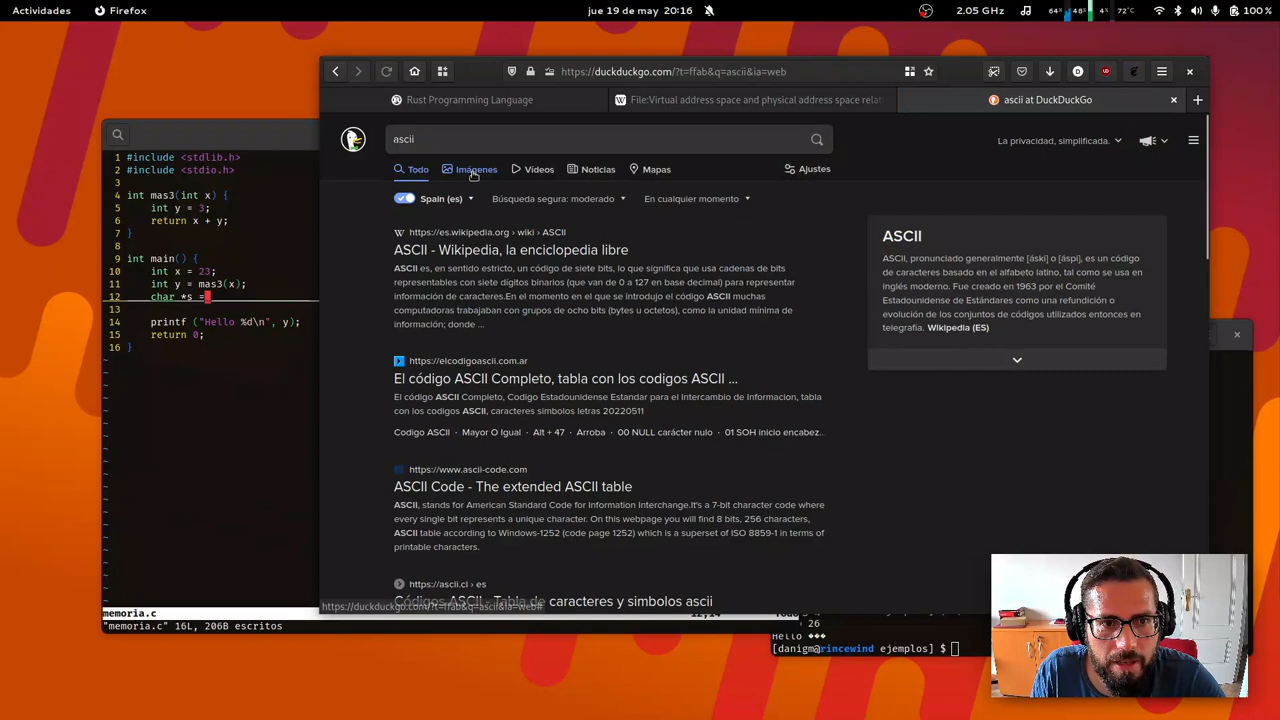 Actividades
Firefox
jue 19 de may 20:16
2.05 GHz
64%
48%
4%
72°C
100 %
https://duckduckgo.com/?t=ffab&q=ascii&ia=web
Rust Programming Language
File:Virtual address space and physical address space relat
ascii at DuckDuckGo
ascii
La privacidad, simplificada.
Todo
Imágenes
Vídeos
Noticias
Mapas
Ajustes
Spain (es)
Búsqueda segura: moderado
En cualquier momento
https://es.wikipedia.org › wiki › ASCII
ASCII - Wikipedia, la enciclopedia libre
ASCII es, en sentido estricto, un código de siete bits, lo que significa que usa cadenas de
bits representables con siete dígitos binarios (que van de 0 a 127 en base decimal) para representar
información de caracteres.En el momento en el que se introdujo el código ASCII muchas
computadoras trabajaban con grupos de ocho bits (bytes u octetos), como la unidad mínima de
información; donde ...
https://elcodigoascii.com.ar
El código ASCII Completo, tabla con los codigos ASCII ...
El código ASCII Completo, Codigo Estadounidense Estandar para el Intercambio de Informacion, tabla
con los codigos ASCII, caracteres simbolos letras 20220511
Codigo ASCII · Mayor O Igual · Alt + 47 · Arroba · 00 NULL carácter nulo · 01 SOH inicio encabez..
https://www.ascii-code.com
ASCII Code - The extended ASCII table
ASCII, stands for American Standard Code for Information Interchange.It's a 7-bit character code where
every single bit represents a unique character. On this webpage you will find 8 bits, 256 characters,
ASCII table according to Windows-1252 (code page 1252) which is a superset of ISO 8859-1 in terms of
printable characters.
https://ascii.cl › es
Códigos ASCII - Tabla de caracteres y simbolos ascii
https://duckduckgo.com/?t=ffab&q=ascii&ia=web#
ASCII
ASCII, pronunciado generalmente [áski] o [áspi], es un código
de caracteres basado en el alfabeto latino, tal como se usa en
inglés moderno. Fue creado en 1963 por el Comité
Estadounidense de Estándares como una refundición o
evolución de los conjuntos de códigos utilizados entonces en
telegrafía. Wikipedia (ES)
1 #include <stdlib.h>
2 #include <stdio.h>
3
4 int mas3(int x) {
5 int y = 3;
6 return x + y;
7 }
8
9 int main() {
10 int x = 23;
11 int y = mas3(x);
12 char *s =
13
14 printf ("Hello %d\n", y);
15 return 0;
16 }
memoria.c
"memoria.c" 16L, 206B escritos
26
Hello ���
[danigm@rincewind ejemplos] $